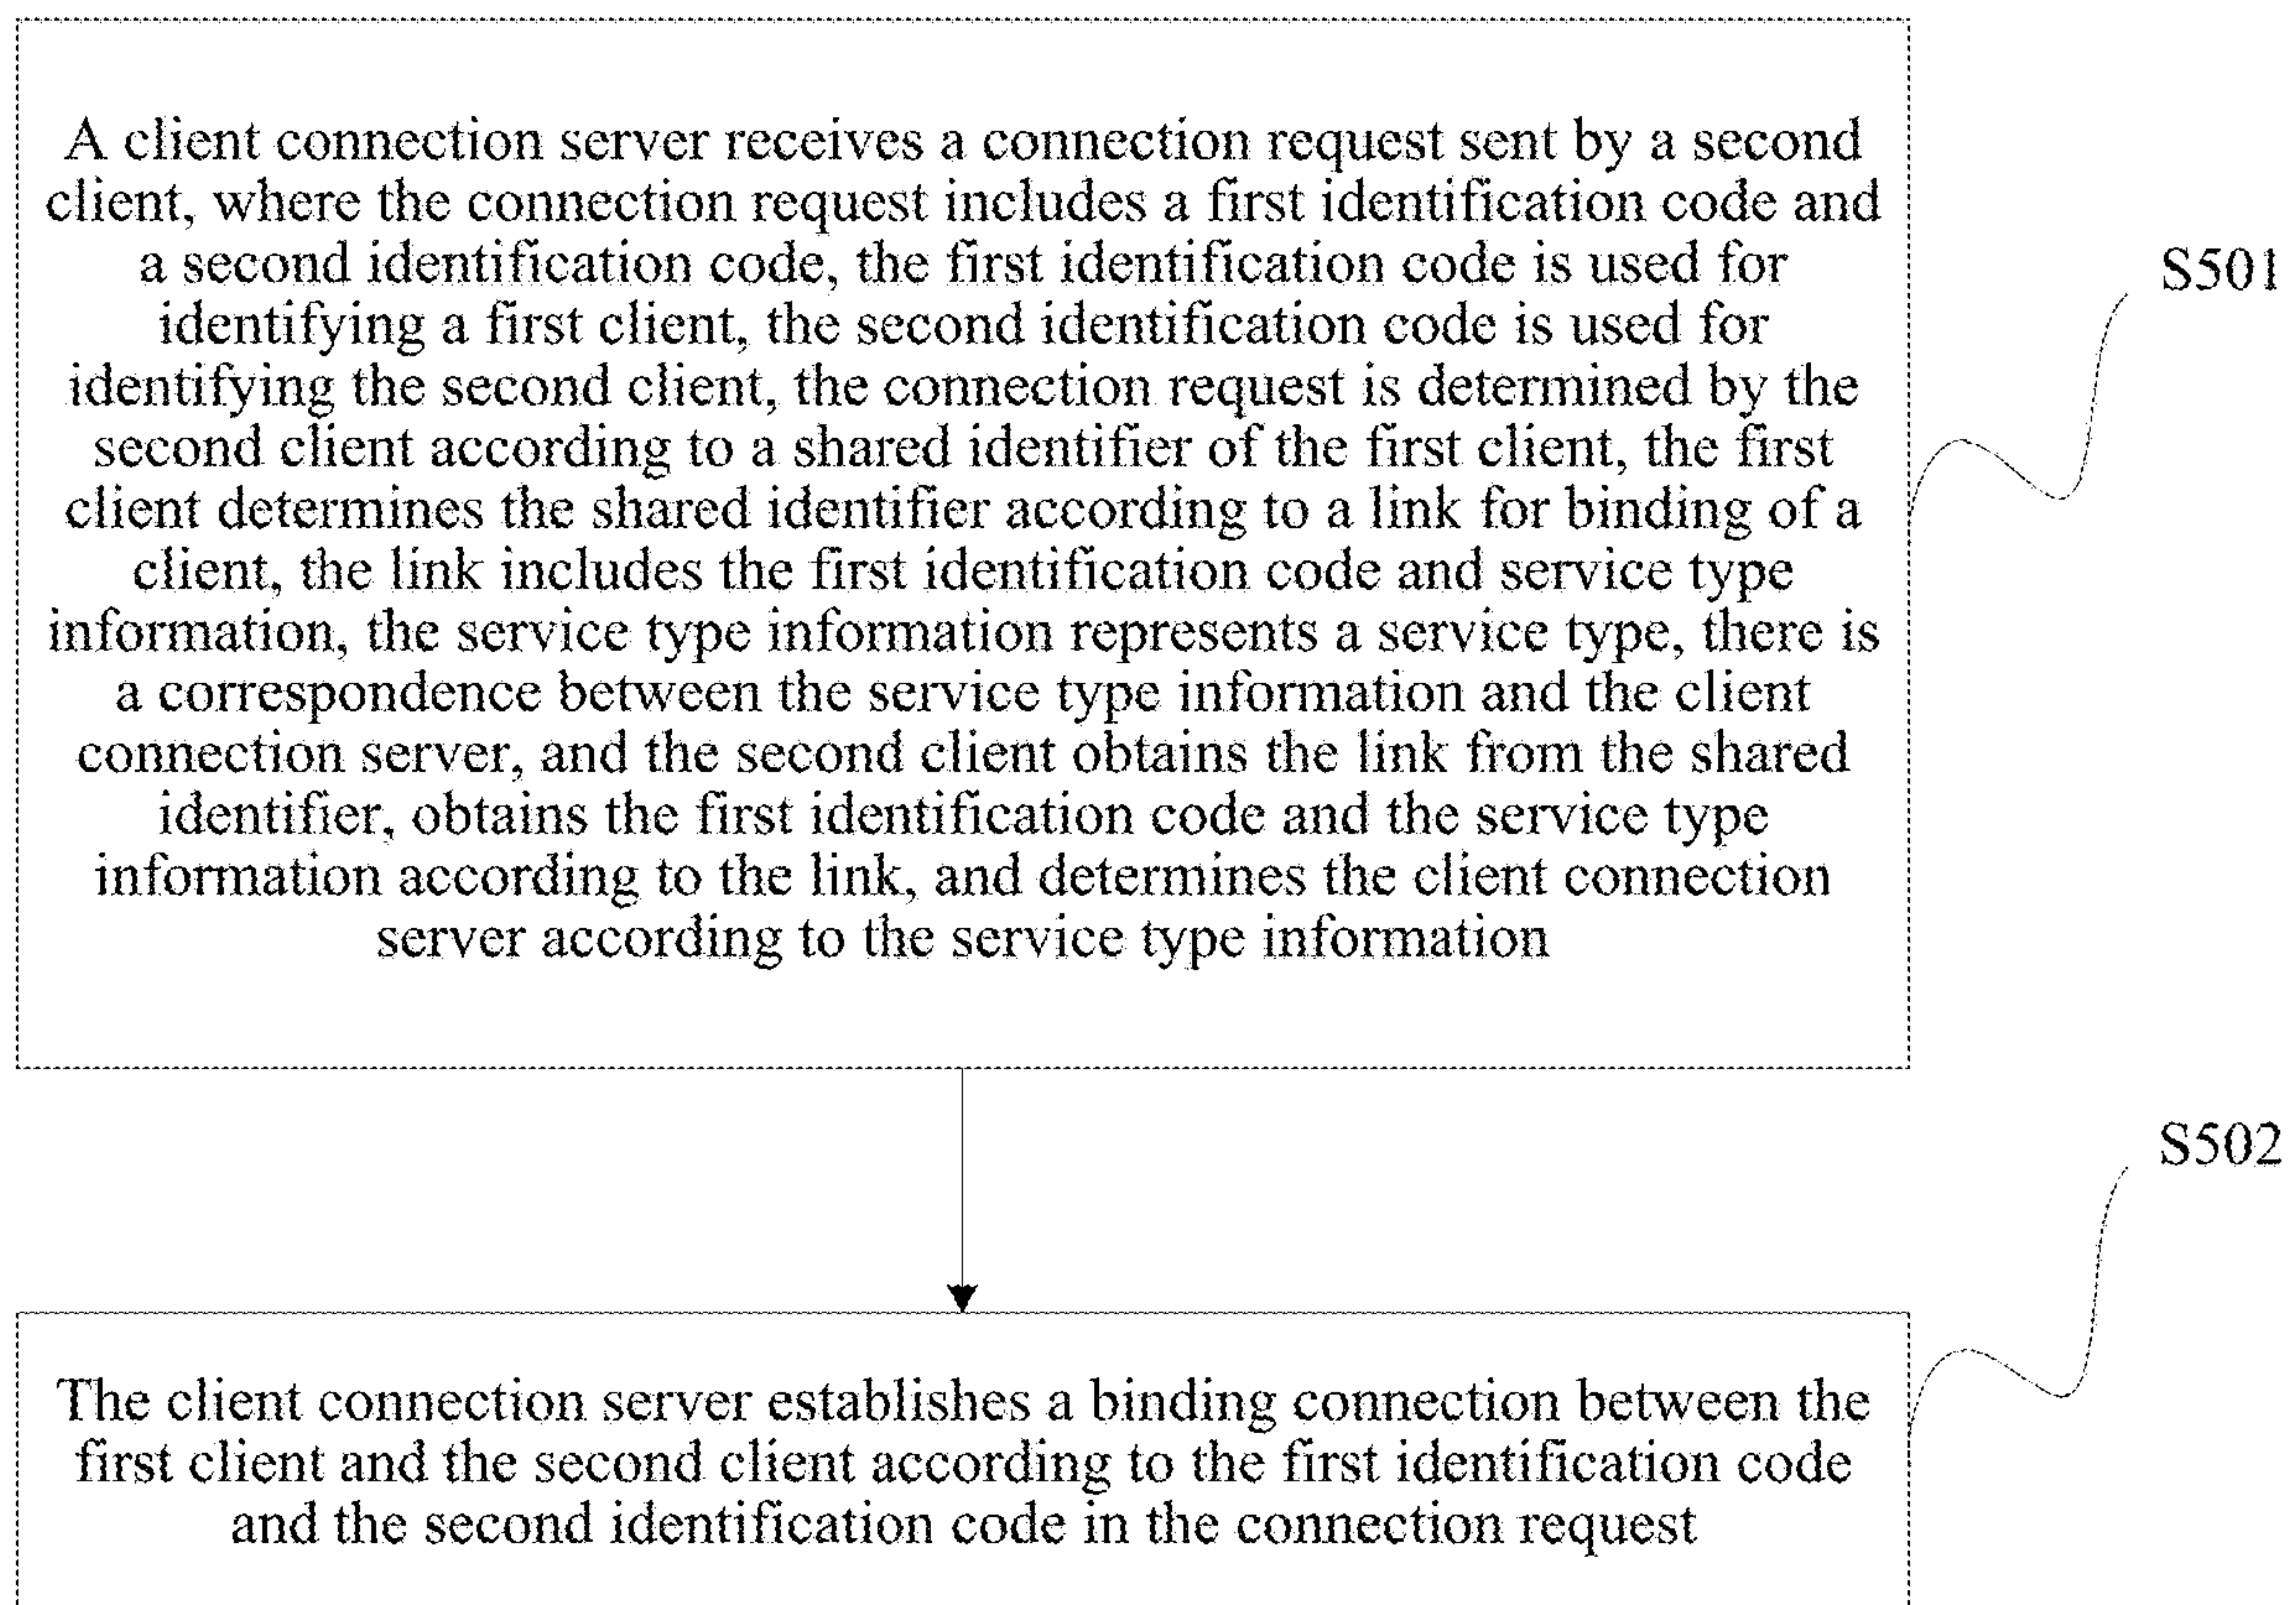 A client connection server receives a connection request sent by a second
client, where the connection request includes a first identification code and
a second identification code, the first identification code is used for
identifying a first client, the second identification code is used for
identifying the second client, the connection request is determined by the
second client according to a shared identifier of the first client, the first
client determines the shared identifier according to a link for binding of a
client, the link includes the first identification code and service type
information, the service type information represents a service type, there is
a correspondence between the service type information and the client
connection server, and the second client obtains the link from the shared
identifier, obtains the first identification code and the service type
information according to the link, and determines the client connection
server according to the service type information
S501
S502
The client connection server establishes a binding connection between the
first client and the second client according to the first identification code
and the second identification code in the connection request